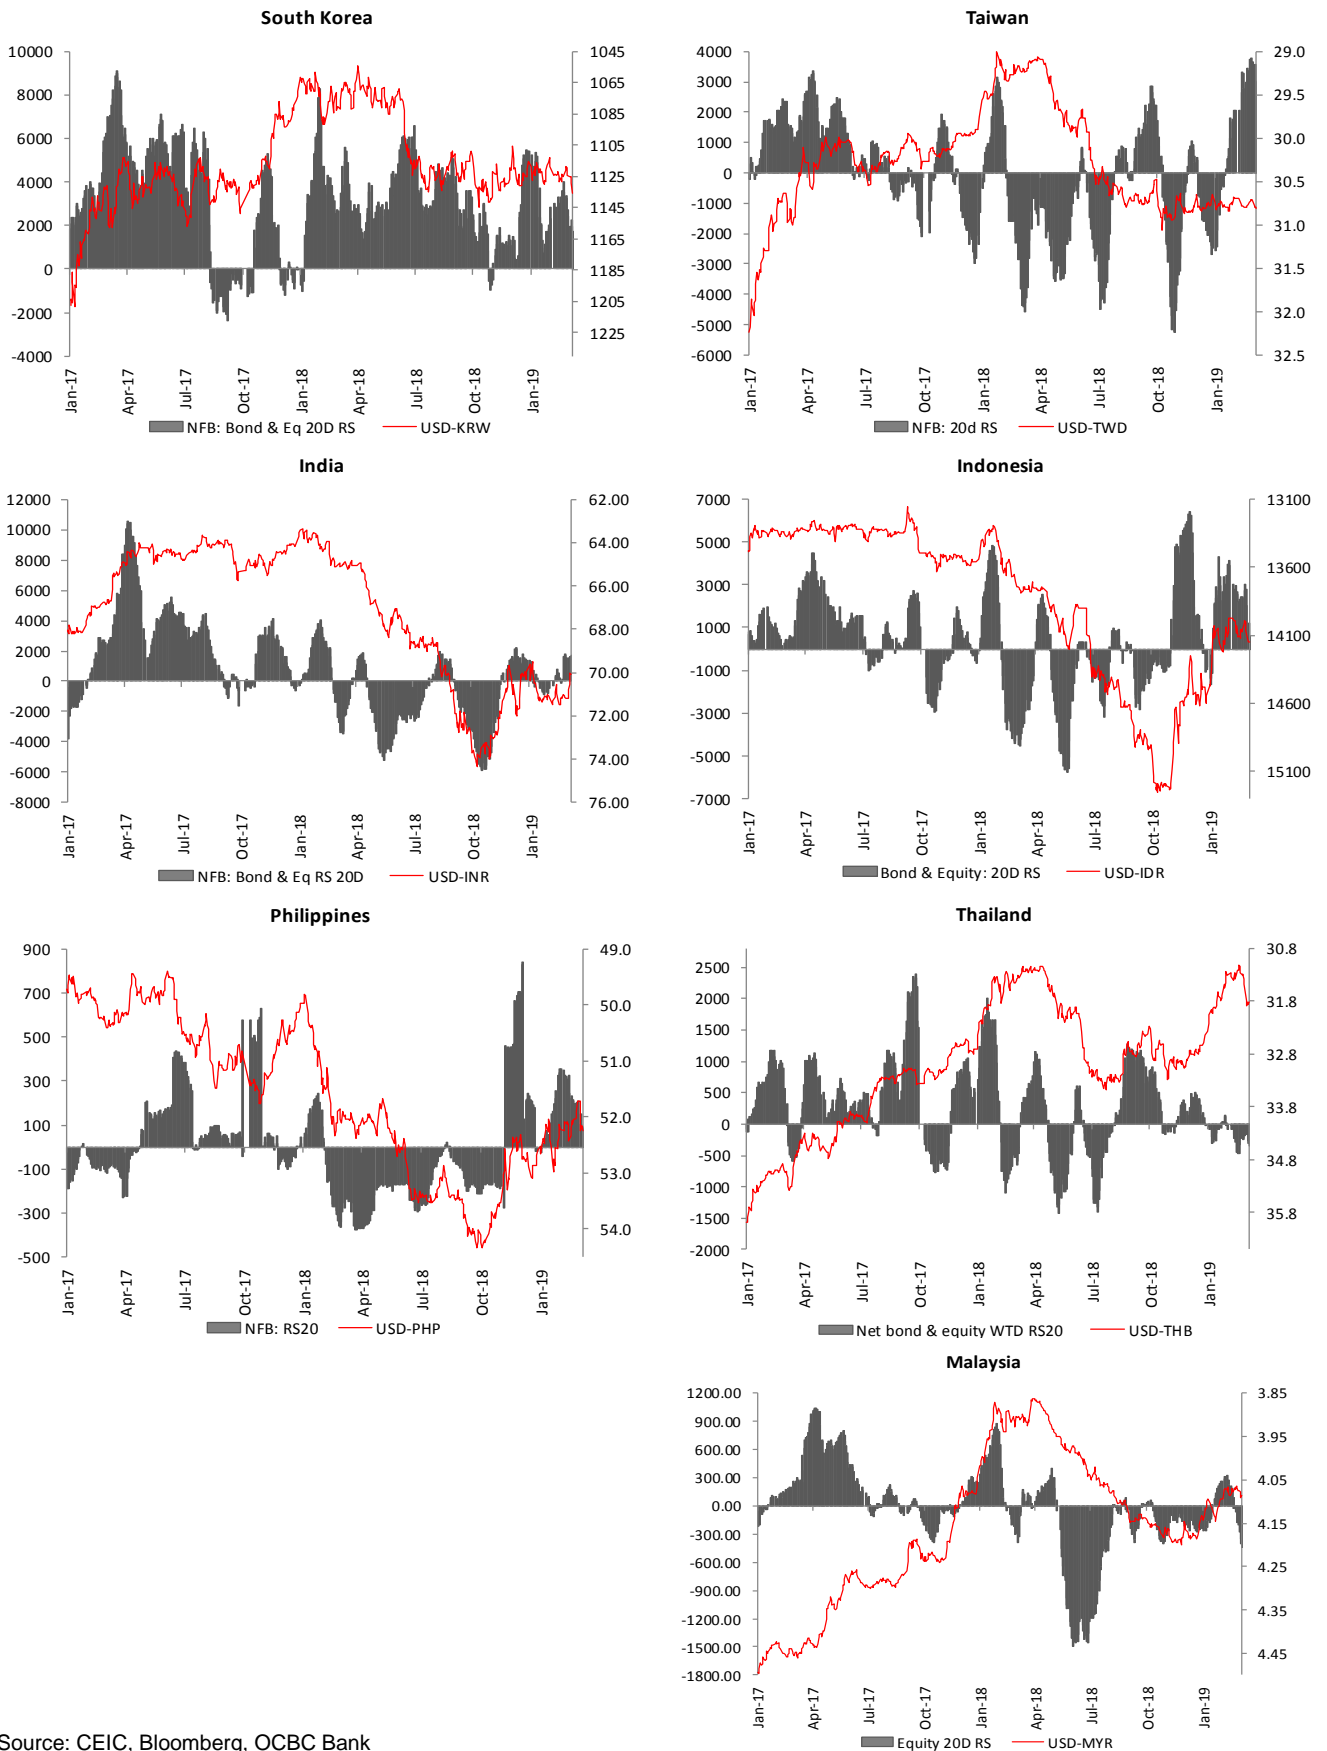 South Korea
10000
8000
6000
4000
2000
0
-2000
-4000
1045
1065
1085
1105
1125
1145
1165
1185
1205
1225
Jan-17
Apr-17
Jul-17
Oct-17
Jan-18
Apr-18
Jul-18
Oct-18
Jan-19
NFB: Bond & Eq 20D RS
USD-KRW
Taiwan
4000
3000
2000
1000
0
-1000
-2000
-3000
-4000
-5000
-6000
29.0
29.5
30.0
30.5
31.0
31.5
32.0
32.5
Jan-17
Apr-17
Jul-17
Oct-17
Jan-18
Apr-18
Jul-18
Oct-18
Jan-19
NFB: 20d RS
USD-TWD
India
12000
10000
8000
6000
4000
2000
0
-2000
-4000
-6000
-8000
62.00
64.00
66.00
68.00
70.00
72.00
74.00
76.00
Jan-17
Apr-17
Jul-17
Oct-17
Jan-18
Apr-18
Jul-18
Oct-18
Jan-19
NFB: Bond & Eq RS 20D
USD-INR
Indonesia
7000
5000
3000
1000
-1000
-3000
-5000
-7000
13100
13600
14100
14600
15100
Jan-17
Apr-17
Jul-17
Oct-17
Jan-18
Apr-18
Jul-18
Oct-18
Jan-19
Bond & Equity: 20D RS
USD-IDR
Philippines
900
700
500
300
100
-100
-300
-500
49.0
50.0
51.0
52.0
53.0
54.0
Jan-17
Apr-17
Jul-17
Oct-17
Jan-18
Apr-18
Jul-18
Oct-18
Jan-19
NFB: RS20
USD-PHP
Thailand
2500
2000
1500
1000
500
0
-500
-1000
-1500
-2000
30.8
31.8
32.8
33.8
34.8
35.8
Jan-17
Apr-17
Jul-17
Oct-17
Jan-18
Apr-18
Jul-18
Oct-18
Jan-19
Net bond & equity WTD RS20
USD-THB
Malaysia
1200.00
900.00
600.00
300.00
0.00
-300.00
-600.00
-900.00
-1200.00
-1500.00
-1800.00
3.85
3.95
4.05
4.15
4.25
4.35
4.45
Jan-17
Apr-17
Jul-17
Oct-17
Jan-18
Apr-18
Jul-18
Oct-18
Jan-19
Equity 20D RS
USD-MYR
Source: CEIC, Bloomberg, OCBC Bank